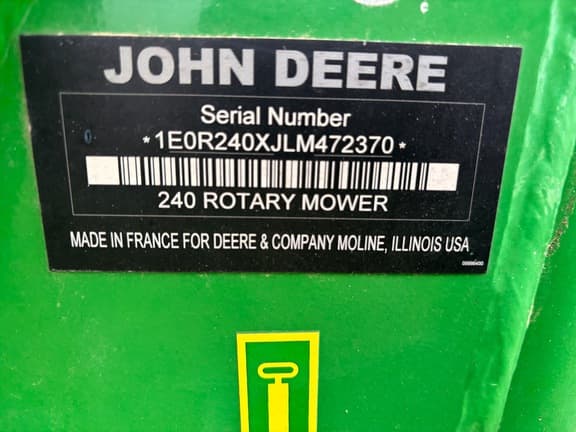 JOHN DEERE
Serial Number
*1E0R240XJLM472370*
240 ROTARY MOWER
MADE IN FRANCE FOR DEERE & COMPANY MOLINE, ILLINOIS USA